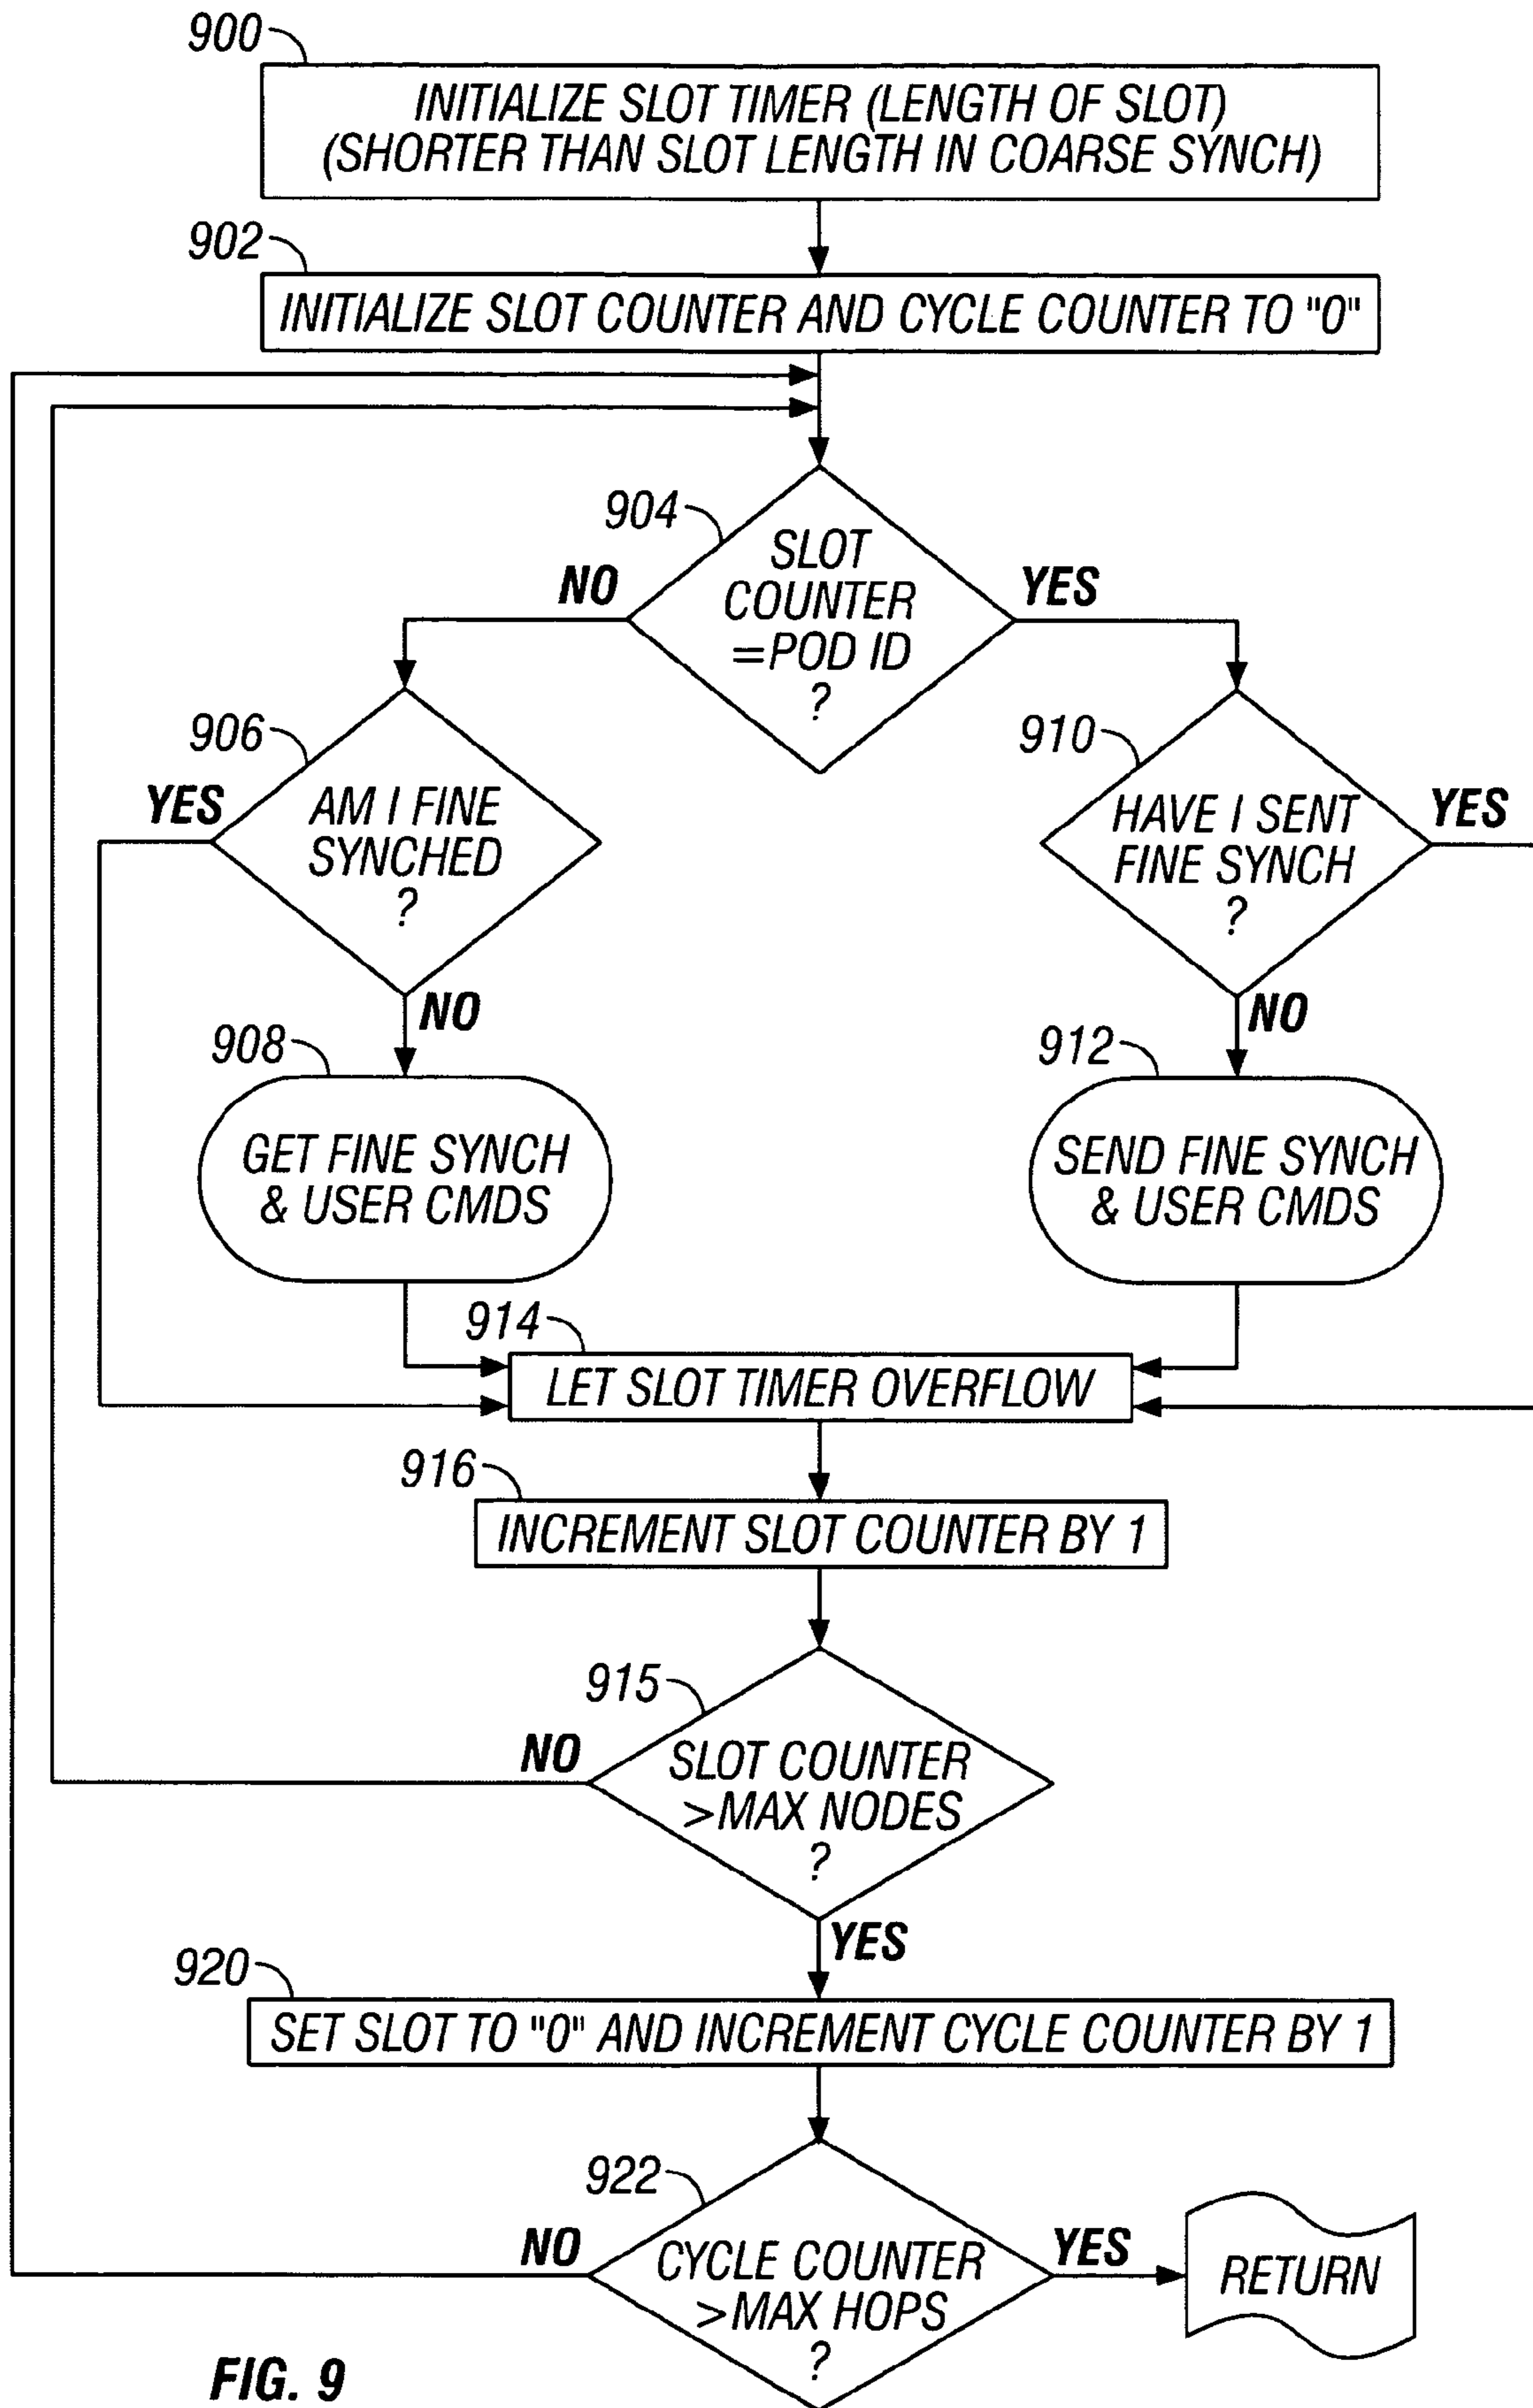 900
INITIALIZE SLOT TIMER (LENGTH OF SLOT)
(SHORTER THAN SLOT LENGTH IN COARSE SYNCH)
902
INITIALIZE SLOT COUNTER AND CYCLE COUNTER TO "0"
904
SLOT
COUNTER
=POD ID
?
NO
YES
906
AM I FINE
SYNCHED
?
YES
NO
910
HAVE I SENT
FINE SYNCH
?
YES
NO
908
GET FINE SYNCH
& USER CMDS
912
SEND FINE SYNCH
& USER CMDS
914
LET SLOT TIMER OVERFLOW
916
INCREMENT SLOT COUNTER BY 1
915
SLOT COUNTER
>MAX NODES
?
NO
YES
920
SET SLOT TO "0" AND INCREMENT CYCLE COUNTER BY 1
922
CYCLE COUNTER
>MAX HOPS
?
NO
YES
RETURN
FIG. 9